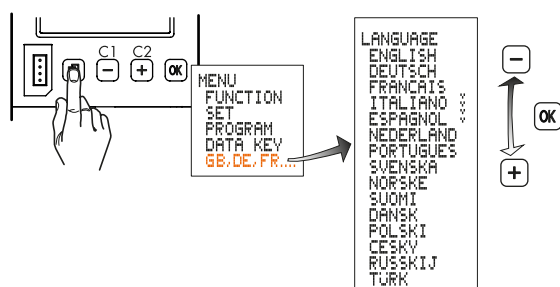 C1 C2
− + OK
MENU
FUNCTION
SET
PROGRAM
DATA KEY
GB,DE,FR....
LANGUAGE
ENGLISH
DEUTSCH
FRANCAIS
ITALIANO
ESPAGNOL
NEDERLAND
PORTUGUES
SVENSKA
NORSKE
SUOMI
DANSK
POLSKI
CESKY
RUSSKIJ
TURK
−
OK
+